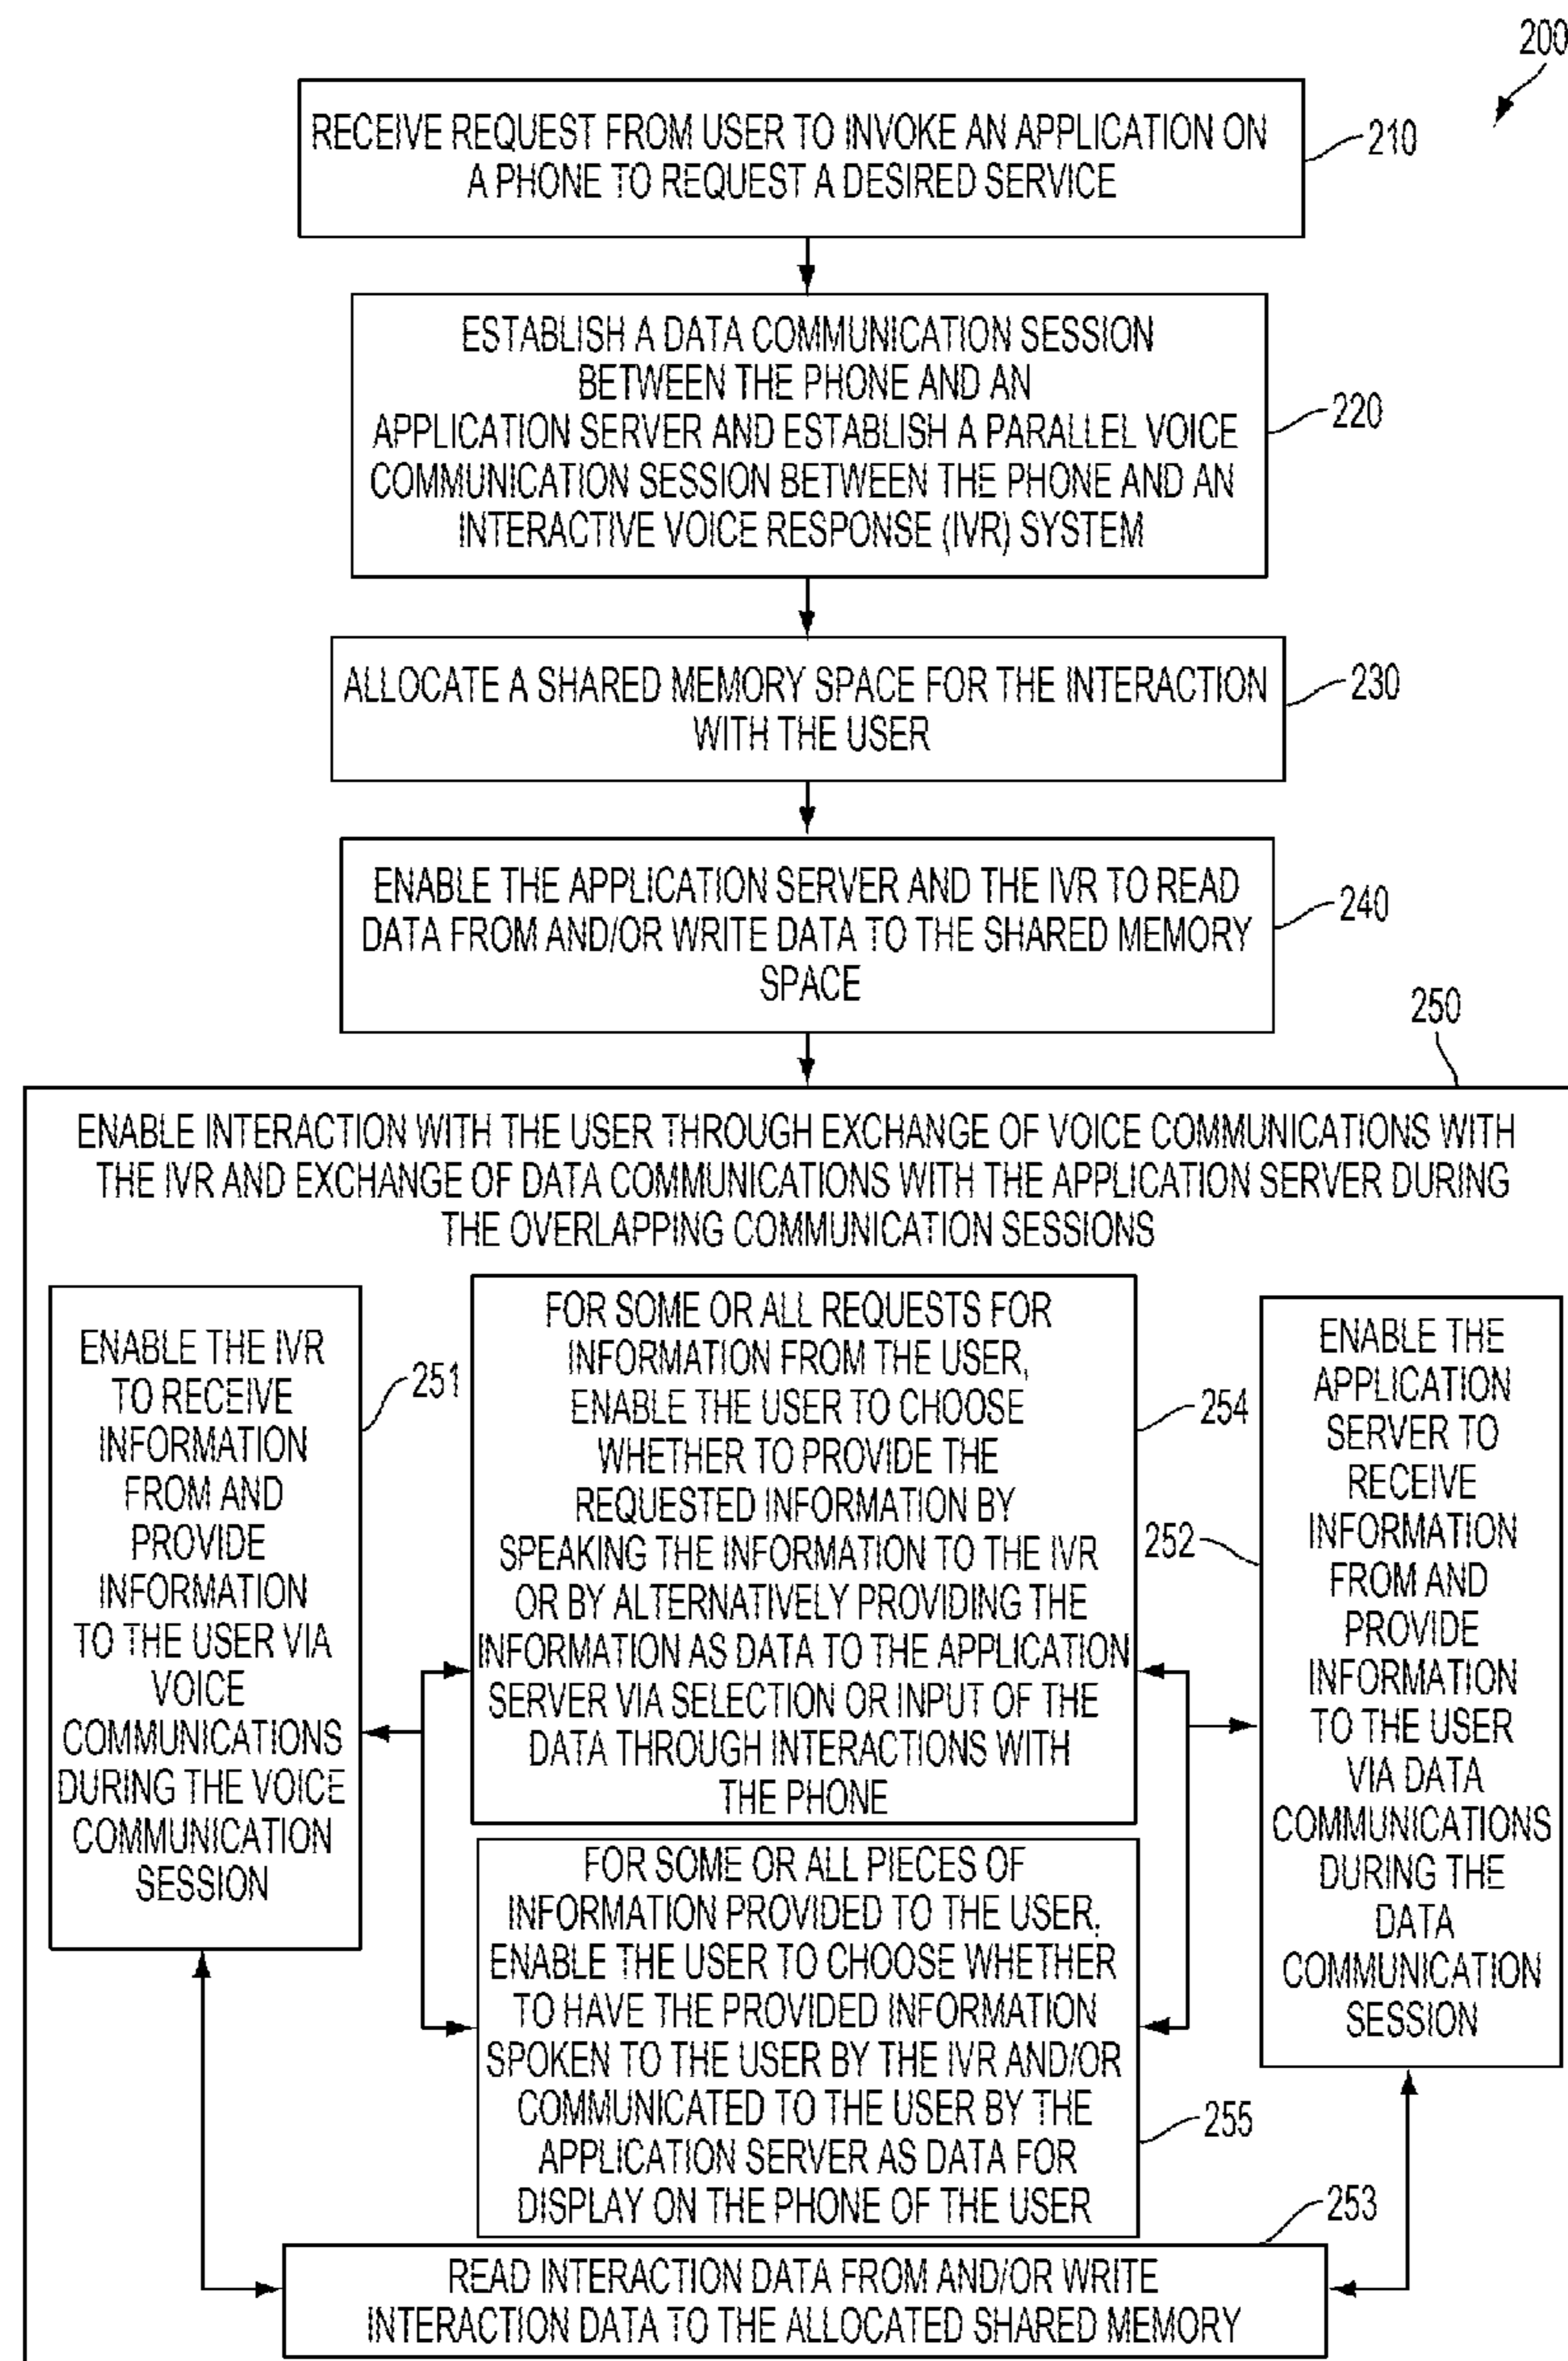 200
RECEIVE REQUEST FROM USER TO INVOKE AN APPLICATION ON
A PHONE TO REQUEST A DESIRED SERVICE
210
ESTABLISH A DATA COMMUNICATION SESSION
BETWEEN THE PHONE AND AN
APPLICATION SERVER AND ESTABLISH A PARALLEL VOICE
COMMUNICATION SESSION BETWEEN THE PHONE AND AN
INTERACTIVE VOICE RESPONSE (IVR) SYSTEM
220
ALLOCATE A SHARED MEMORY SPACE FOR THE INTERACTION
WITH THE USER
230
ENABLE THE APPLICATION SERVER AND THE IVR TO READ
DATA FROM AND/OR WRITE DATA TO THE SHARED MEMORY
SPACE
240
250
ENABLE INTERACTION WITH THE USER THROUGH EXCHANGE OF VOICE COMMUNICATIONS WITH
THE IVR AND EXCHANGE OF DATA COMMUNICATIONS WITH THE APPLICATION SERVER DURING
THE OVERLAPPING COMMUNICATION SESSIONS
ENABLE THE IVR
TO RECEIVE
INFORMATION
FROM AND
PROVIDE
INFORMATION
TO THE USER VIA
VOICE
COMMUNICATIONS
DURING THE VOICE
COMMUNICATION
SESSION
251
FOR SOME OR ALL REQUESTS FOR
INFORMATION FROM THE USER,
ENABLE THE USER TO CHOOSE
WHETHER TO PROVIDE THE
REQUESTED INFORMATION BY
SPEAKING THE INFORMATION TO THE IVR
OR BY ALTERNATIVELY PROVIDING THE
INFORMATION AS DATA TO THE APPLICATION
SERVER VIA SELECTION OR INPUT OF THE
DATA THROUGH INTERACTIONS WITH
THE PHONE
254
252
ENABLE THE
APPLICATION
SERVER TO
RECEIVE
INFORMATION
FROM AND
PROVIDE
INFORMATION
TO THE USER
VIA DATA
COMMUNICATIONS
DURING THE
DATA
COMMUNICATION
SESSION
FOR SOME OR ALL PIECES OF
INFORMATION PROVIDED TO THE USER,
ENABLE THE USER TO CHOOSE WHETHER
TO HAVE THE PROVIDED INFORMATION
SPOKEN TO THE USER BY THE IVR AND/OR
COMMUNICATED TO THE USER BY THE
APPLICATION SERVER AS DATA FOR
DISPLAY ON THE PHONE OF THE USER
255
253
READ INTERACTION DATA FROM AND/OR WRITE
INTERACTION DATA TO THE ALLOCATED SHARED MEMORY